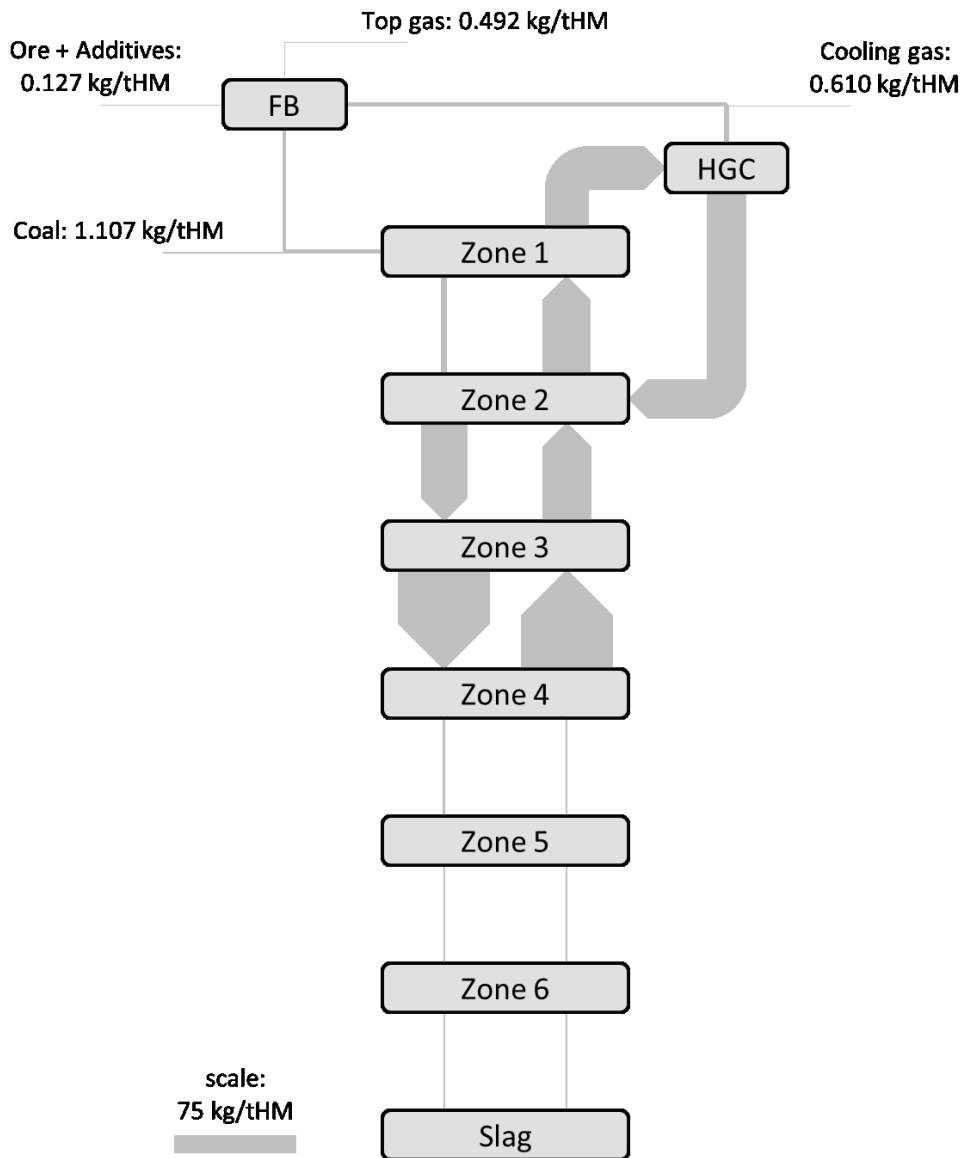 Top gas: 0.492 kg/tHM
Ore + Additives:
0.127 kg/tHM
Cooling gas:
0.610 kg/tHM
FB
HGC
Coal: 1.107 kg/tHM
Zone 1
Zone 2
Zone 3
Zone 4
Zone 5
Zone 6
scale:
75 kg/tHM
Slag